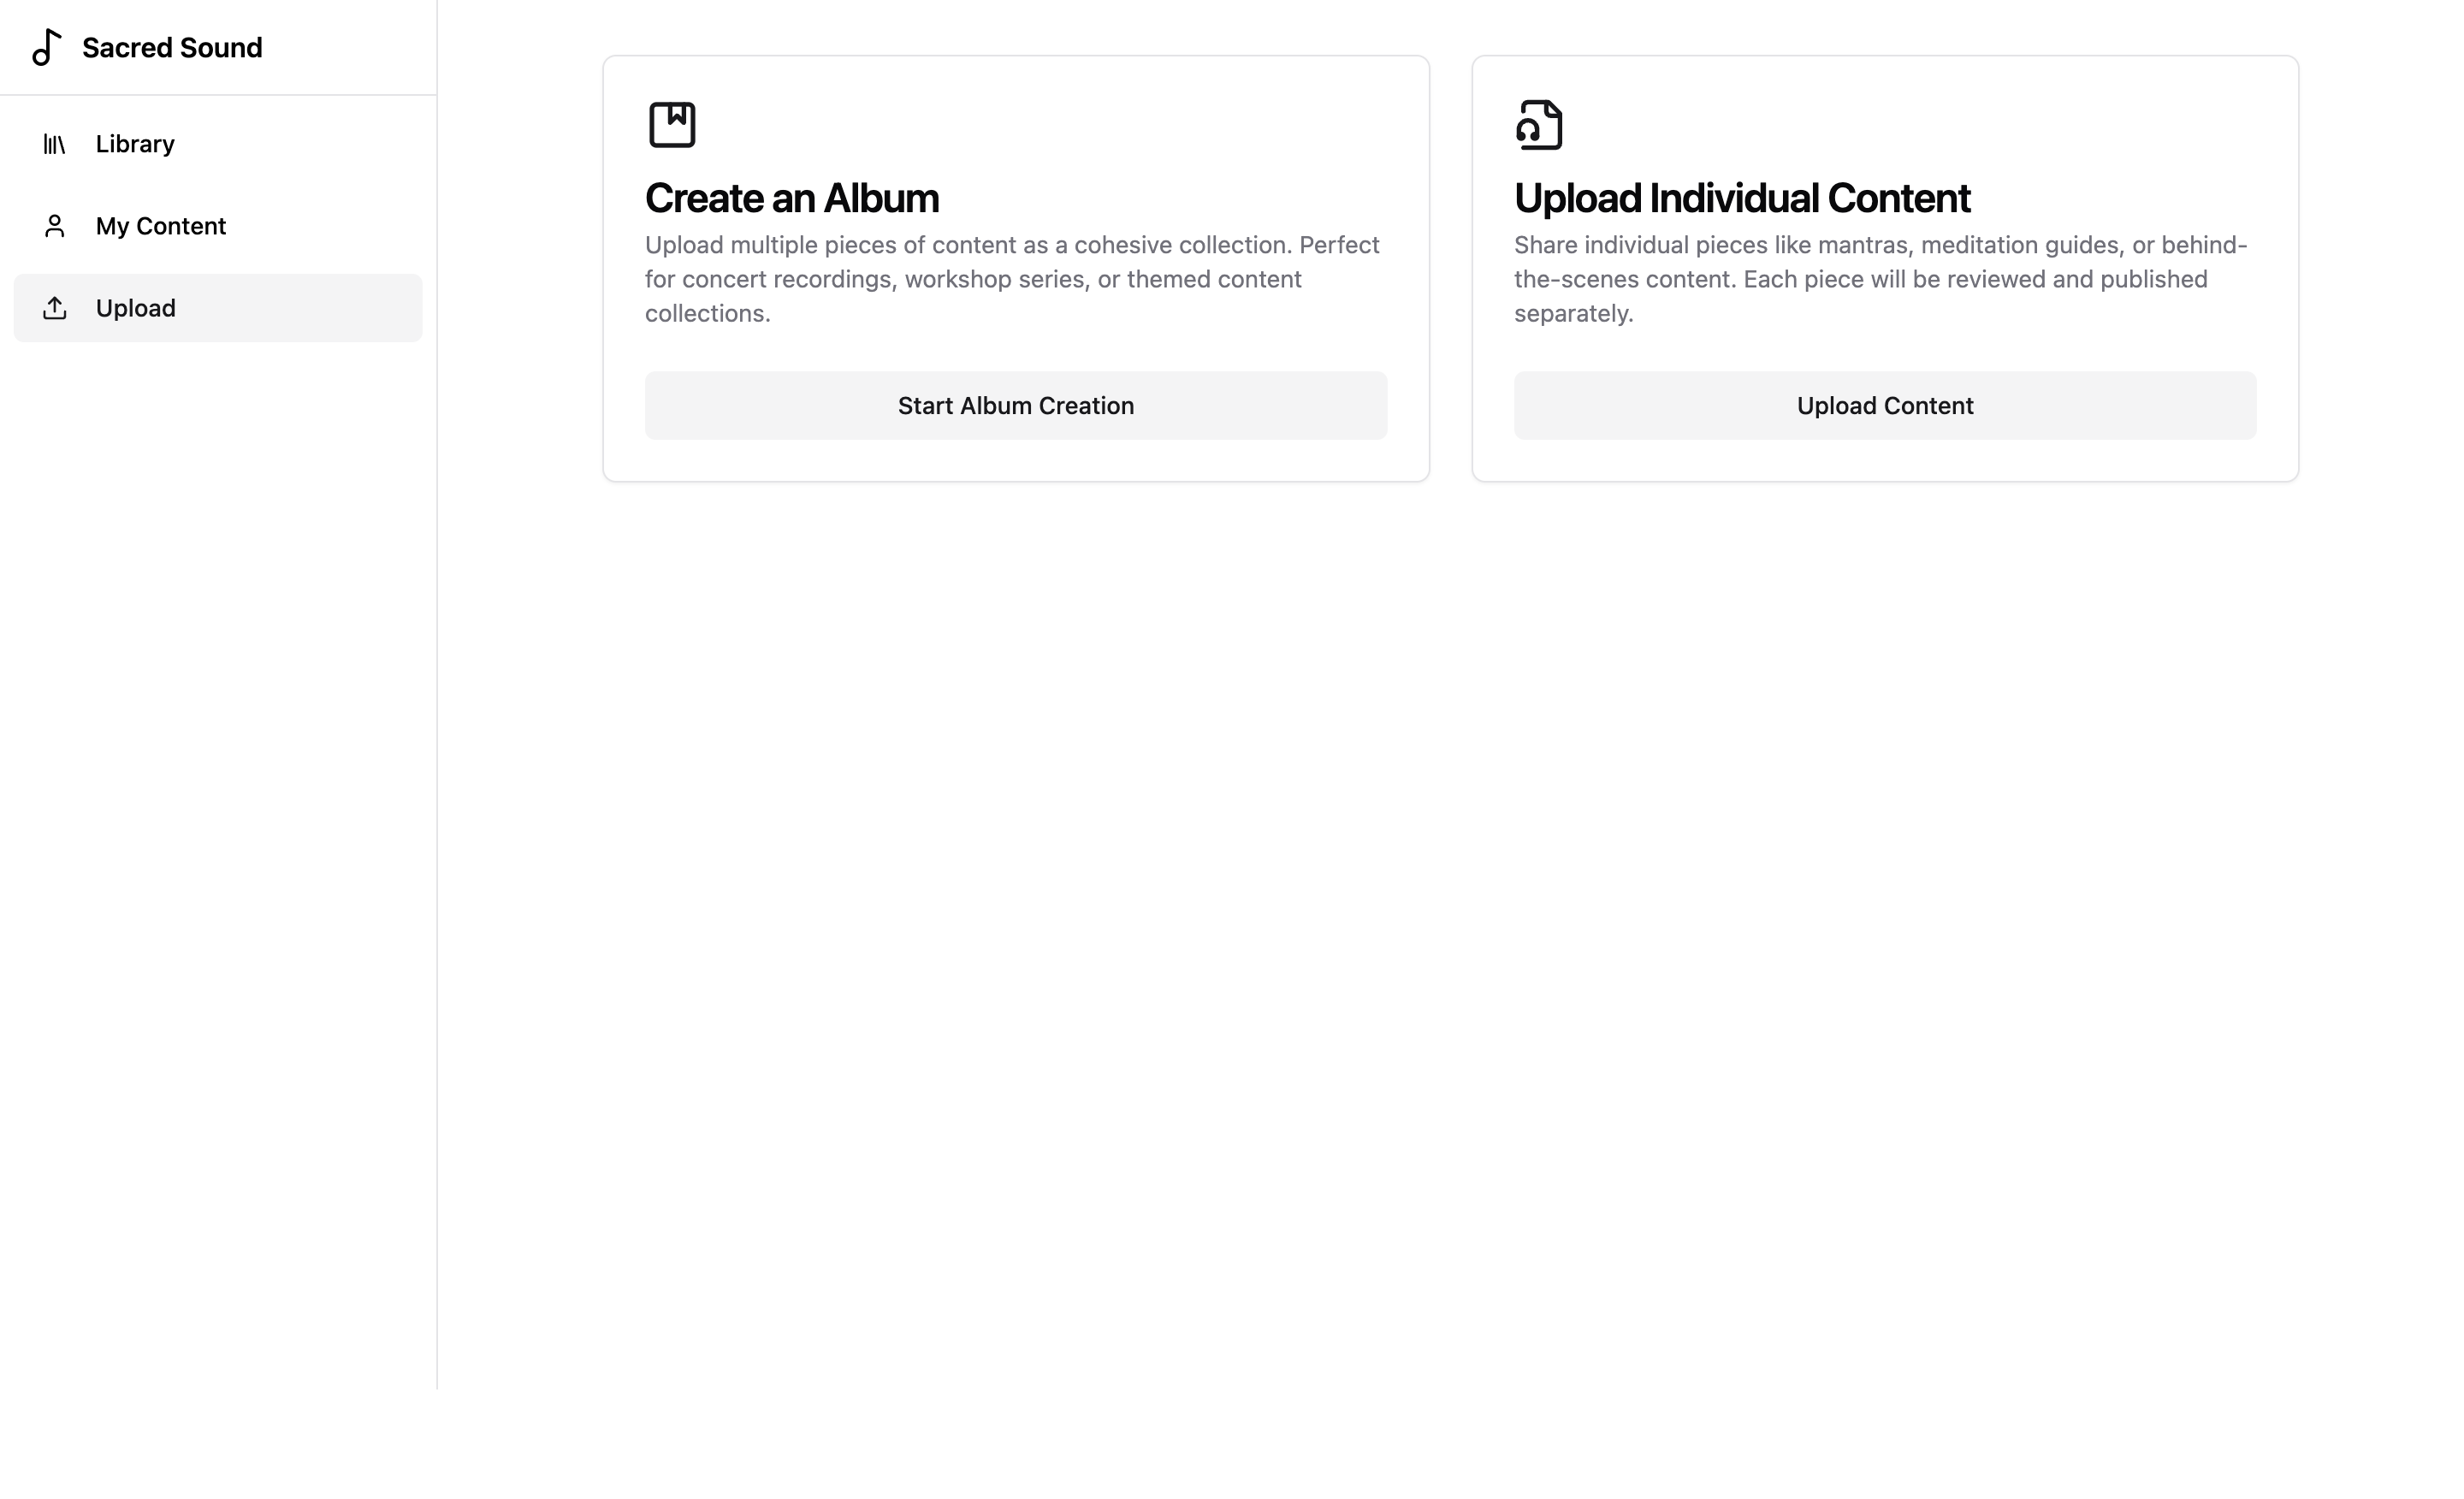 Sacred Sound
Library
My Content
Upload
Create an Album
Upload multiple pieces of content as a cohesive collection. Perfect
for concert recordings, workshop series, or themed content
collections.
Start Album Creation
Upload Individual Content
Share individual pieces like mantras, meditation guides, or behind-
the-scenes content. Each piece will be reviewed and published
separately.
Upload Content